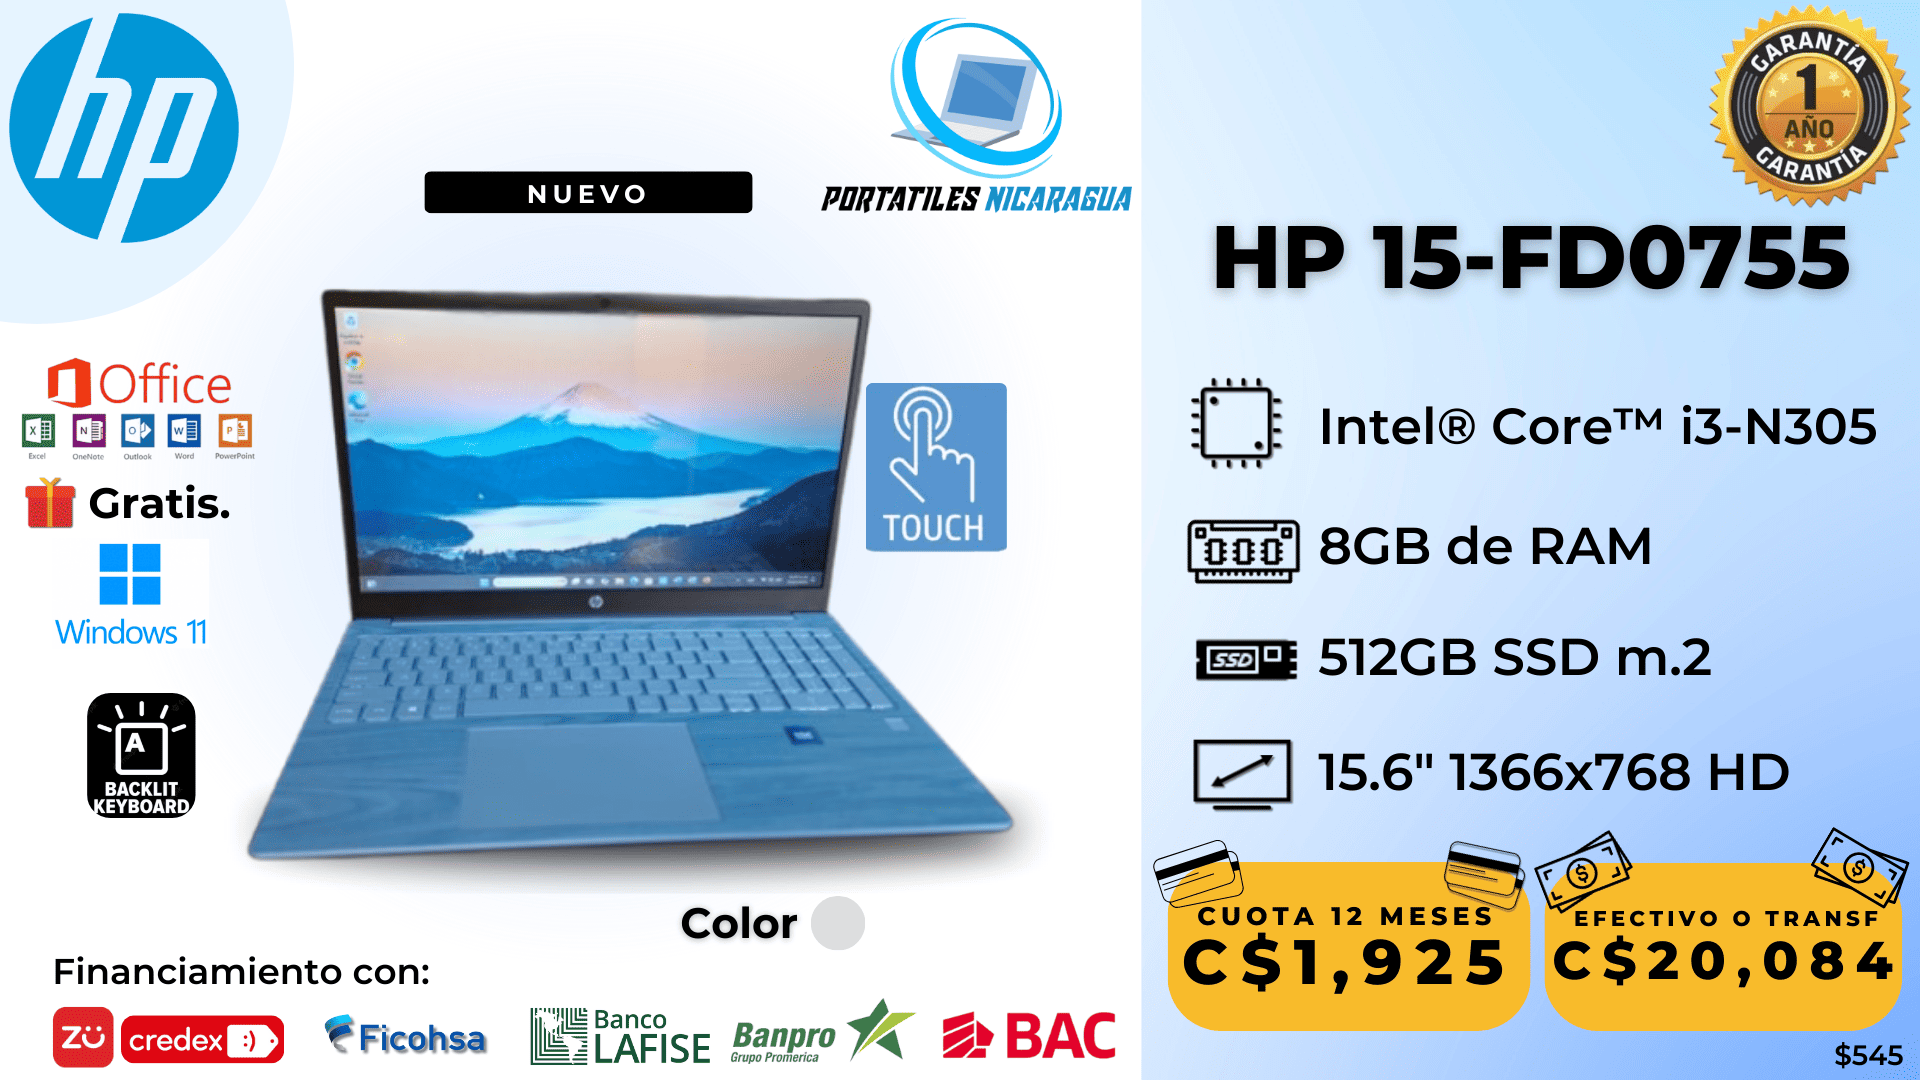 hp
NUEVO
PORTATILES NICARAGUA
Office
Excel
OneNote
Outlook
Word
PowerPoint
Gratis.
Windows 11
A
BACKLIT
KEYBOARD
TOUCH
Color
Financiamiento con:
ZU
credex :)
Ficohsa
Banco
LAFISE
Banpro
Grupo Promerica
BAC
GARANTÍA
1
AÑO
GARANTÍA
HP 15-FD0755
Intel® Core™ i3-N305
8GB de RAM
SSD
512GB SSD m.2
15.6" 1366x768 HD
CUOTA 12 MESES
C$1,925
EFECTIVO O TRANSF
C$20,084
$545